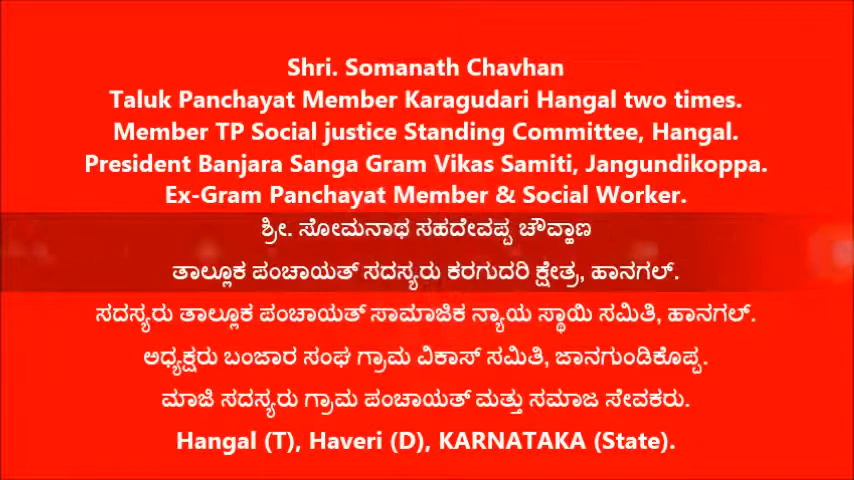 Shri. Somanath Chavhan
Taluk Panchayat Member Karagudari Hangal two times.
Member TP Social justice Standing Committee, Hangal.
President Banjara Sanga Gram Vikas Samiti, Jangundikoppa.
Ex-Gram Panchayat Member & Social Worker.
ಶ್ರೀ. ಸೋಮನಾಥ ಸಹದೇವಪ್ಪ ಚೌವ್ಹಾಣ
ತಾಲ್ಲೂಕ ಪಂಚಾಯತ್ ಸದಸ್ಯರು ಕರಗುದರಿ ಕ್ಷೇತ್ರ, ಹಾನಗಲ್.
ಸದಸ್ಯರು ತಾಲ್ಲೂಕ ಪಂಚಾಯತ್ ಸಾಮಾಜಿಕ ನ್ಯಾಯ ಸ್ಥಾಯಿ ಸಮಿತಿ, ಹಾನಗಲ್.
ಅಧ್ಯಕ್ಷರು ಬಂಜಾರ ಸಂಘ ಗ್ರಾಮ ವಿಕಾಸ್ ಸಮಿತಿ, ಜಾನಗುಂಡಿಕೊಪ್ಪ.
ಮಾಜಿ ಸದಸ್ಯರು ಗ್ರಾಮ ಪಂಚಾಯತ್ ಮತ್ತು ಸಮಾಜ ಸೇವಕರು.
Hangal (T), Haveri (D), KARNATAKA (State).